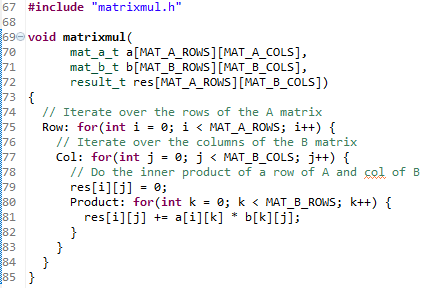 67 #include "matrixmul.h"
68
69 void matrixmul(
70       mat_a_t a[MAT_A_ROWS][MAT_A_COLS],
71       mat_b_t b[MAT_B_ROWS][MAT_B_COLS],
72       result_t res[MAT_A_ROWS][MAT_B_COLS])
73 {
74   // Iterate over the rows of the A matrix
75   Row: for(int i = 0; i < MAT_A_ROWS; i++) {
76     // Iterate over the columns of the B matrix
77     Col: for(int j = 0; j < MAT_B_COLS; j++) {
78       // Do the inner product of a row of A and col of B
79       res[i][j] = 0;
80       Product: for(int k = 0; k < MAT_B_ROWS; k++) {
81         res[i][j] += a[i][k] * b[k][j];
82       }
83     }
84   }
85 }